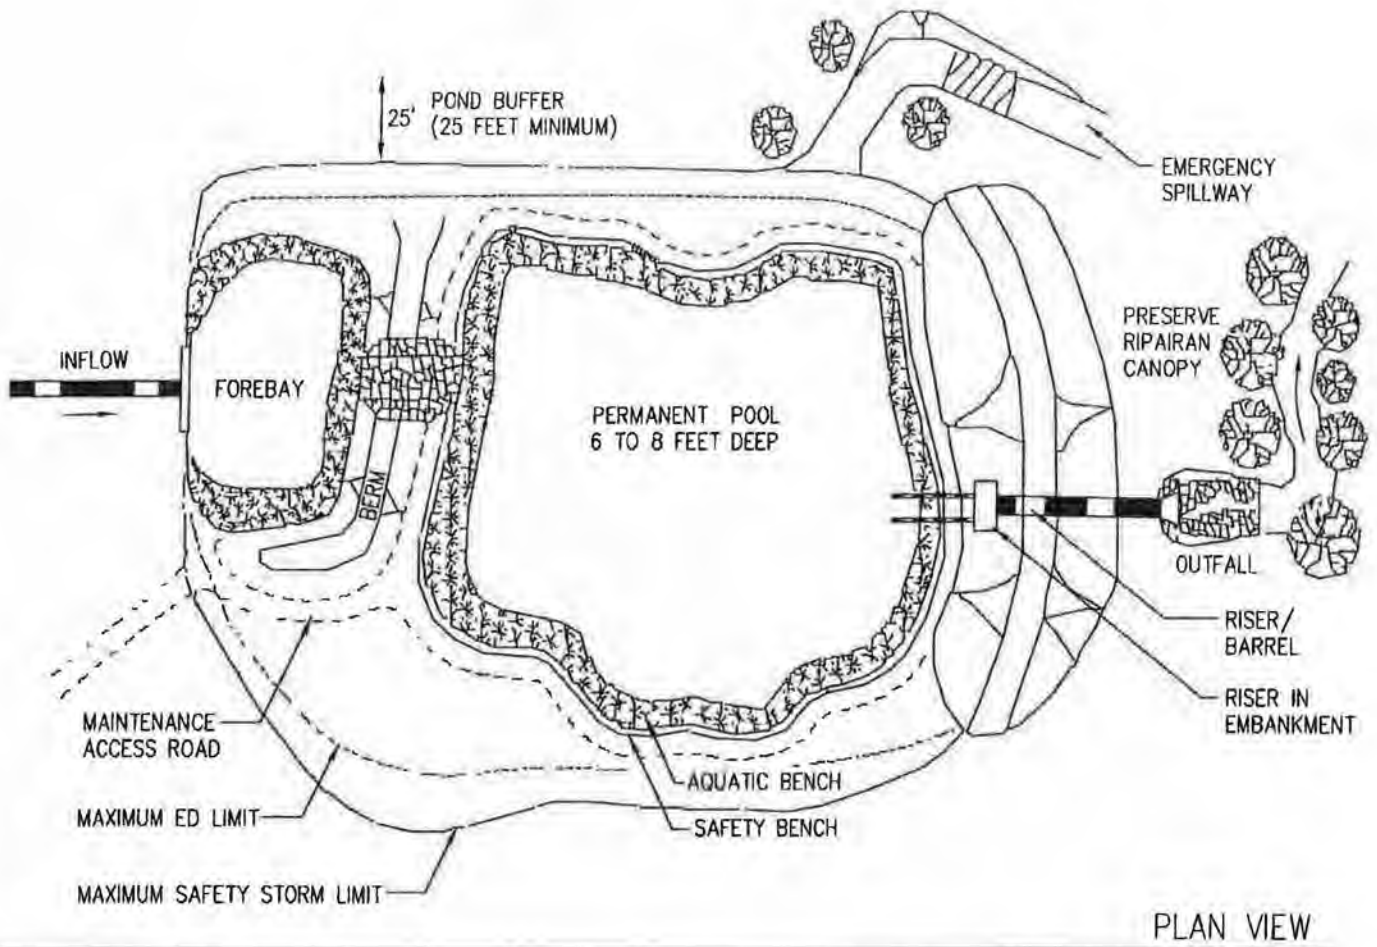 25'
POND BUFFER
(25 FEET MINIMUM)
EMERGENCY
SPILLWAY
PRESERVE
RIPAIRAN
CANOPY
INFLOW
FOREBAY
PERMANENT POOL
6 TO 8 FEET DEEP
BERM
OUTFALL
RISER/
BARREL
RISER IN
EMBANKMENT
MAINTENANCE
ACCESS ROAD
AQUATIC BENCH
MAXIMUM ED LIMIT
SAFETY BENCH
MAXIMUM SAFETY STORM LIMIT
PLAN VIEW